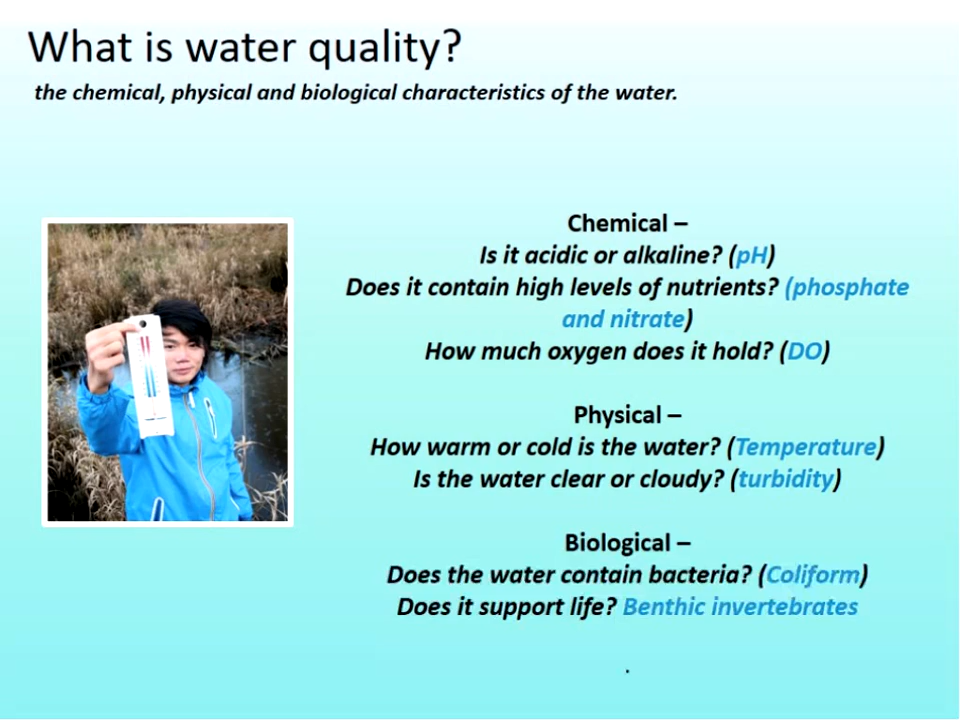 What is water quality?
the chemical, physical and biological characteristics of the water.
Chemical –
Is it acidic or alkaline? (pH)
Does it contain high levels of nutrients? (phosphate
and nitrate)
How much oxygen does it hold? (DO)
Physical –
How warm or cold is the water? (Temperature)
Is the water clear or cloudy? (turbidity)
Biological –
Does the water contain bacteria? (Coliform)
Does it support life? Benthic invertebrates
.